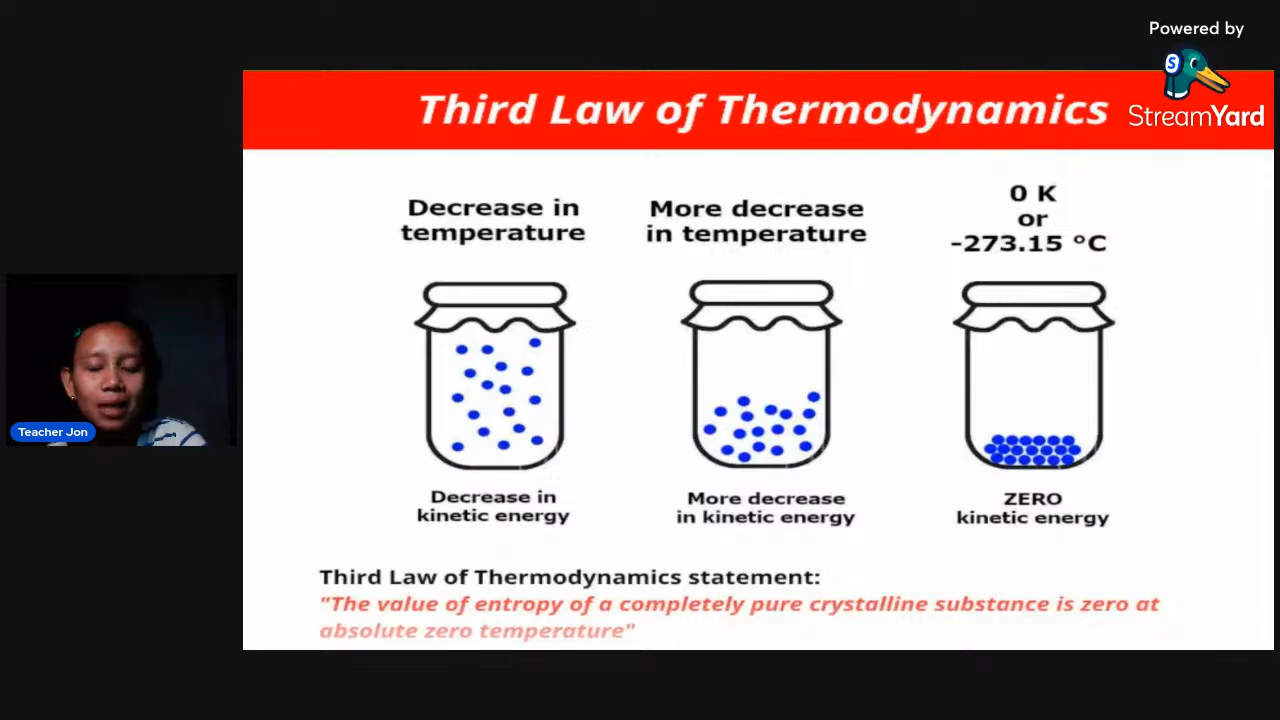 Powered by
StreamYard
Third Law of Thermodynamics
Decrease in
temperature
More decrease
in temperature
0 K
or
-273.15 °C
Decrease in
kinetic energy
More decrease
in kinetic energy
ZERO
kinetic energy
Teacher Jon
Third Law of Thermodynamics statement:
"The value of entropy of a completely pure crystalline substance is zero at
absolute zero temperature"